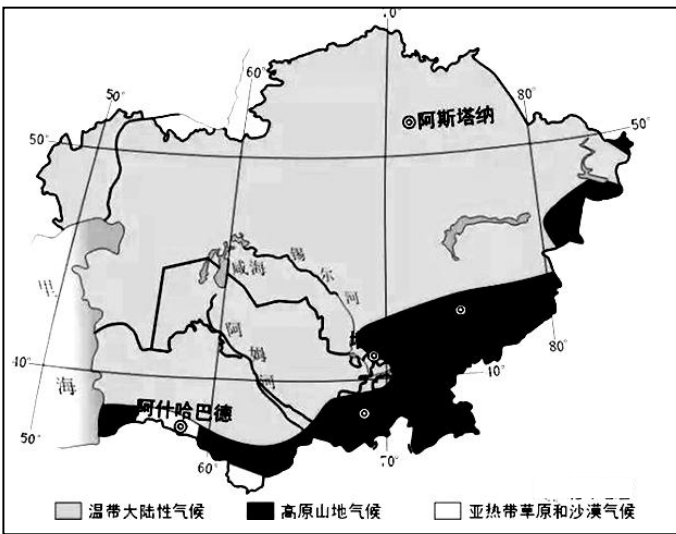 70°
60°
50°
80°
50°
50°
阿斯塔纳
咸海
锡尔河
里海
阿姆河
40°
40°
80°
阿什哈巴德
50°
60°
70°
温带大陆性气候
高原山地气候
亚热带草原和沙漠气候